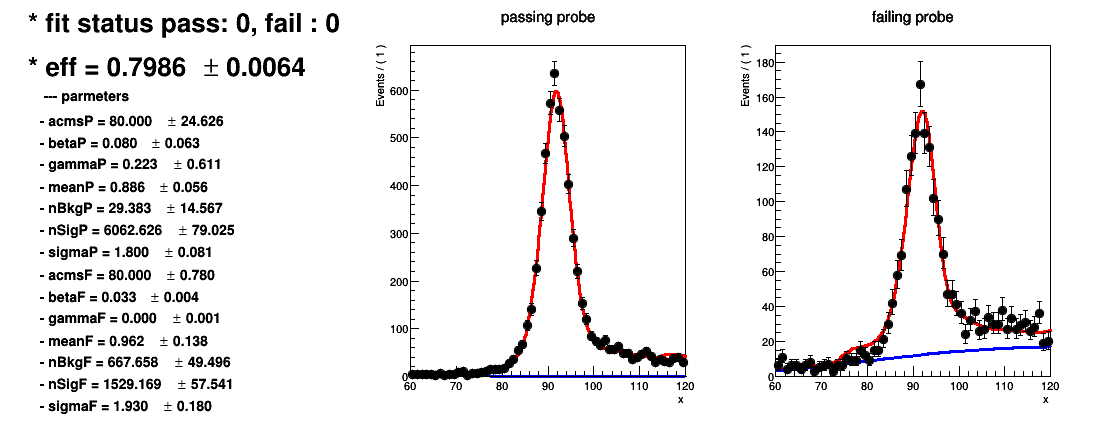 * fit status pass: 0, fail : 0
* eff = 0.7986 ± 0.0064
--- parmeters
- acmsP = 80.000 ± 24.626
- betaP = 0.080 ± 0.063
- gammaP = 0.223 ± 0.611
- meanP = 0.886 ± 0.056
- nBkgP = 29.383 ± 14.567
- nSigP = 6062.626 ± 79.025
- sigmaP = 1.800 ± 0.081
- acmsF = 80.000 ± 0.780
- betaF = 0.033 ± 0.004
- gammaF = 0.000 ± 0.001
- meanF = 0.962 ± 0.138
- nBkgF = 667.658 ± 49.496
- nSigF = 1529.169 ± 57.541
- sigmaF = 1.930 ± 0.180
passing probe
Events / ( 1 )
600
500
400
300
200
100
0
60 70 80 90 100 110 120
x
failing probe
Events / ( 1 )
180
160
140
120
100
80
60
40
20
0
60 70 80 90 100 110 120
x